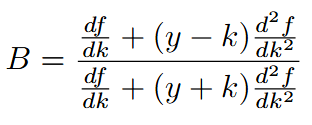 B = \frac{\frac{df}{dk} + (y - k)\frac{d^2 f}{dk^2}}{\frac{df}{dk} + (y + k)\frac{d^2 f}{dk^2}}